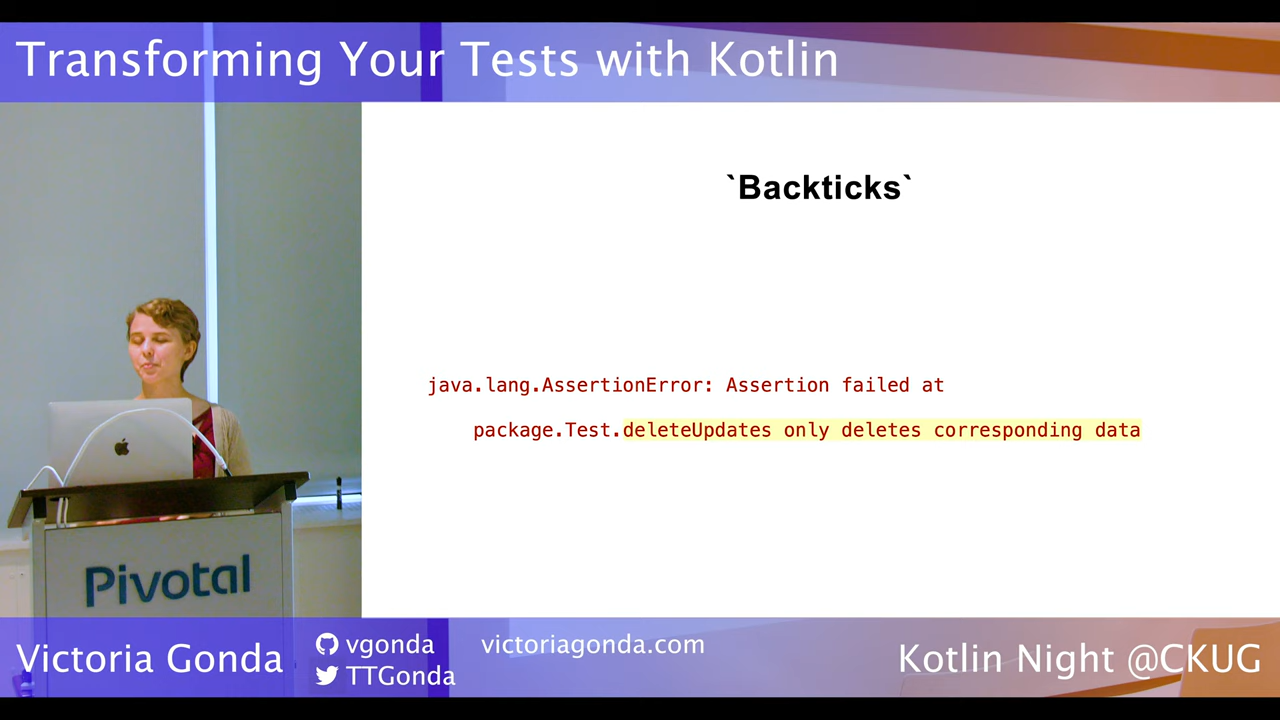 Transforming Your Tests with Kotlin
`Backticks`
java.lang.AssertionError: Assertion failed at
package.Test.deleteUpdates only deletes corresponding data
Pivotal
Victoria Gonda
vgonda
victoriagonda.com
TTGonda
Kotlin Night @CKUG